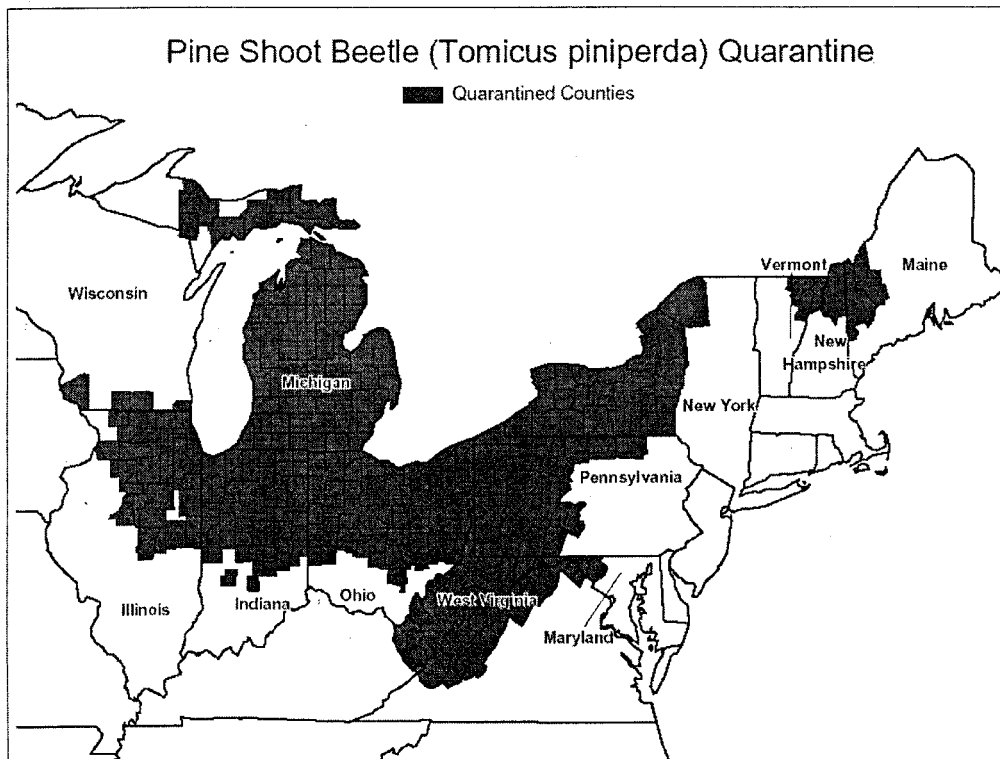 Pine Shoot Beetle (Tomicus piniperda) Quarantine
Quarantined Counties
Vermont
Maine
Wisconsin
New
Hampshire
Michigan
New York
Pennsylvania
Illinois
Indiana
Ohio
West Virginia
Maryland